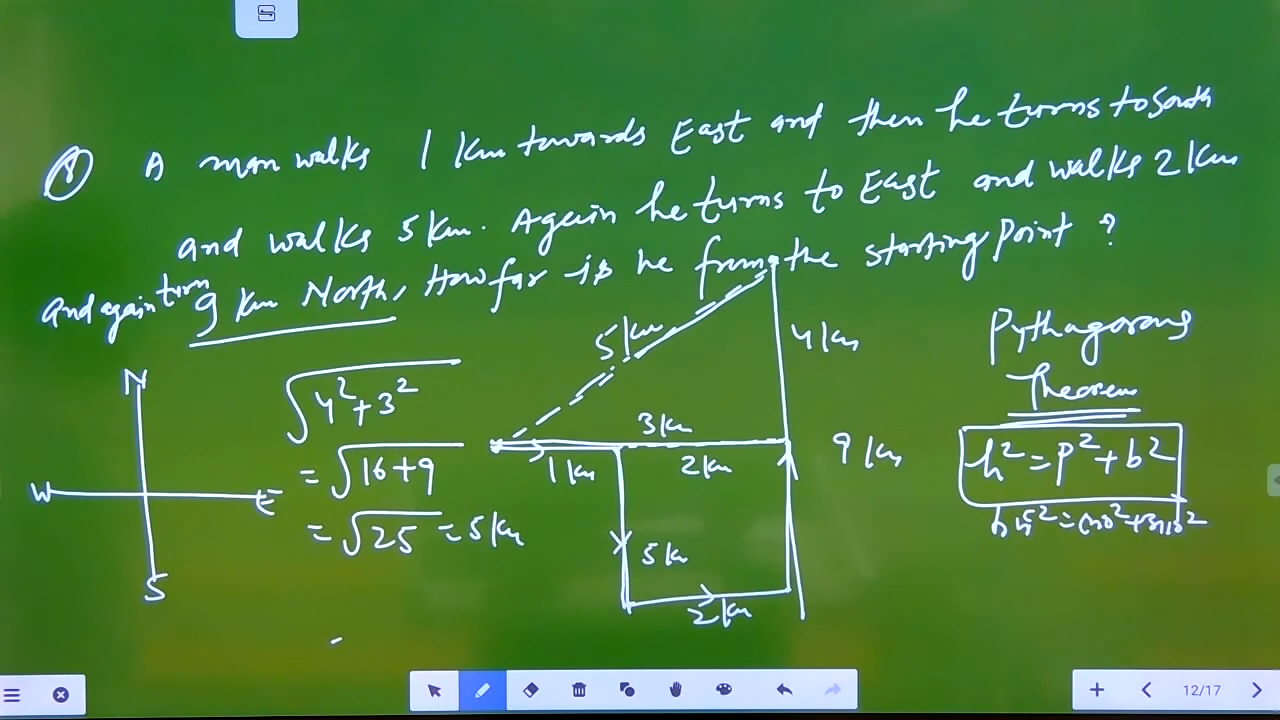 Q A man walks 1 Km towards East and then he turns to South
and walks 5 km. Again he turns to East and walks 2 Km
and again turn 9 km North, How far is he from the starting Point ?
N
W E
S
√4²+3²
= √16+9
= √25 = 5 km
5 km
4 km
3 km
1 km
2 km
9 km
5 k
2 km
Pythagorous
Theorem
h² = p² + b²
12/17